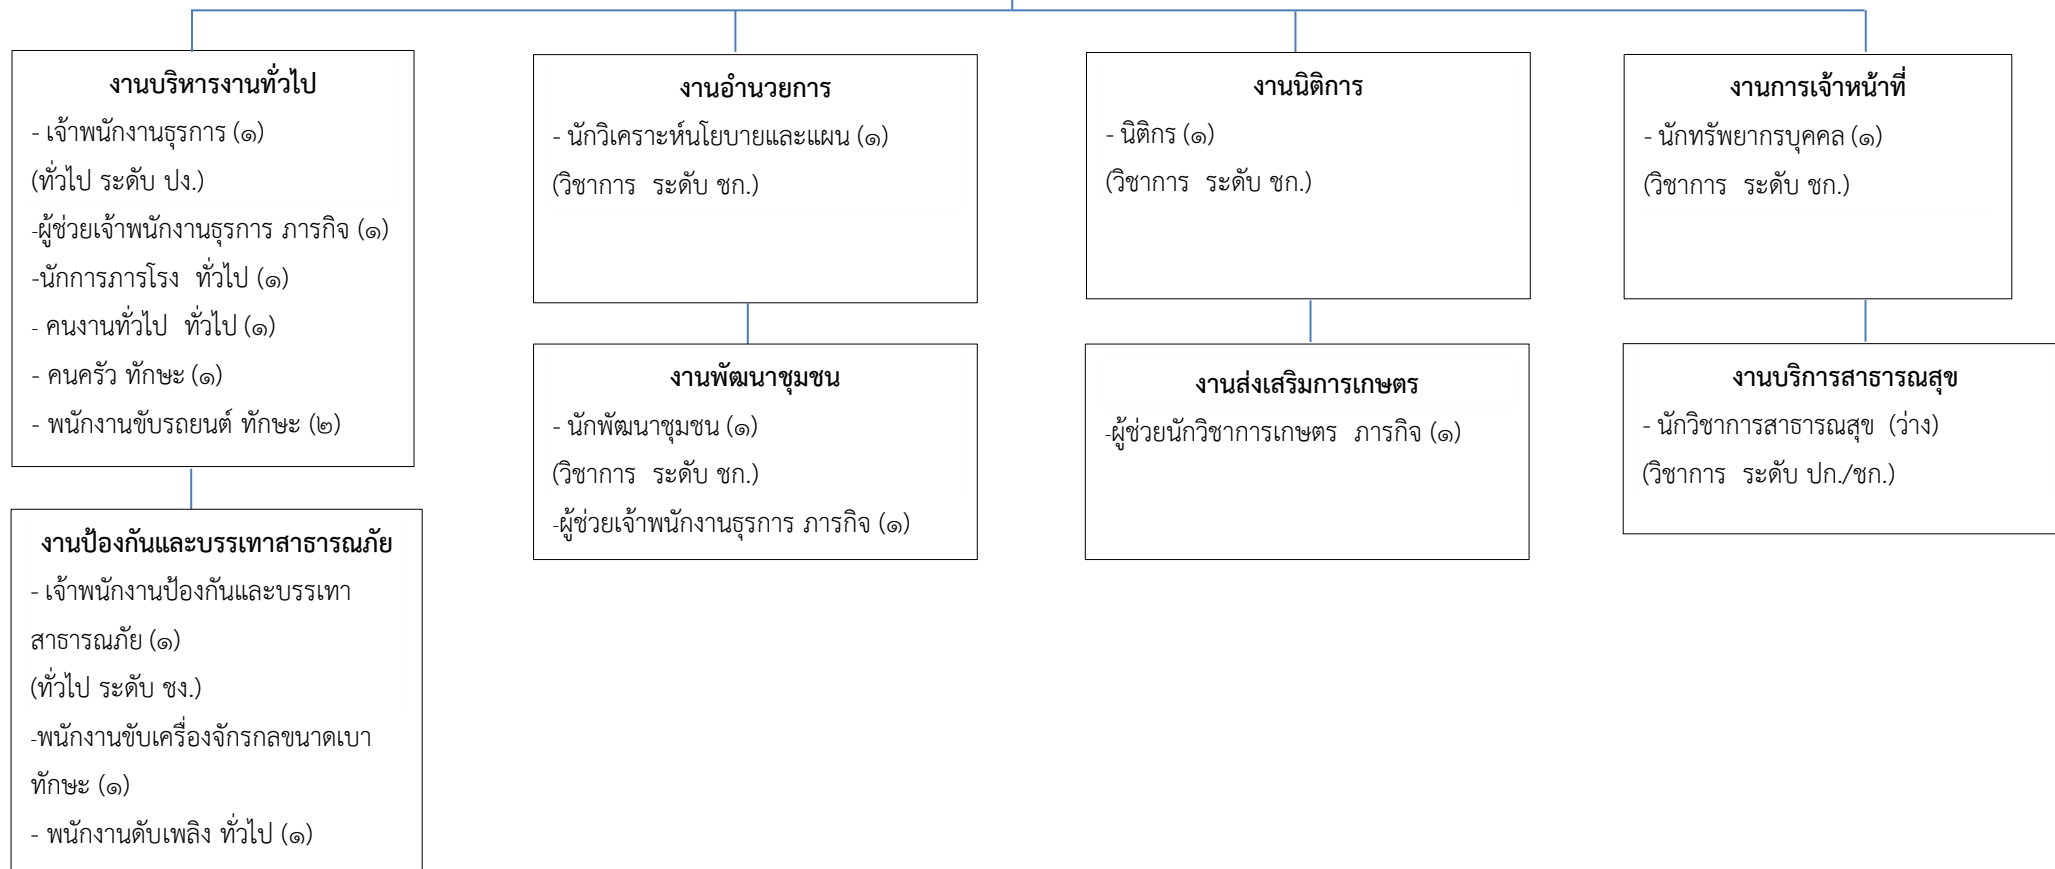 งานบริหารงานทั่วไป
- เจ้าพนักงานธุรการ (๑)
(ทั่วไป ระดับ ปง.)
-ผู้ช่วยเจ้าพนักงานธุรการ ภารกิจ (๑)
-นักการภารโรง ทั่วไป (๑)
- คนงานทั่วไป ทั่วไป (๑)
- คนครัว ทักษะ (๑)
- พนักงานขับรถยนต์ ทักษะ (๒)
งานอำนวยการ
- นักวิเคราะห์นโยบายและแผน (๑)
(วิชาการ ระดับ ชก.)
งานนิติการ
- นิติกร (๑)
(วิชาการ ระดับ ชก.)
งานการเจ้าหน้าที่
- นักทรัพยากรบุคคล (๑)
(วิชาการ ระดับ ชก.)
งานป้องกันและบรรเทาสาธารณภัย
- เจ้าพนักงานป้องกันและบรรเทา
สาธารณภัย (๑)
(ทั่วไป ระดับ ชง.)
-พนักงานขับเครื่องจักรกลขนาดเบา
ทักษะ (๑)
- พนักงานดับเพลิง ทั่วไป (๑)
งานพัฒนาชุมชน
- นักพัฒนาชุมชน (๑)
(วิชาการ ระดับ ชก.)
-ผู้ช่วยเจ้าพนักงานธุรการ ภารกิจ (๑)
งานส่งเสริมการเกษตร
-ผู้ช่วยนักวิชาการเกษตร ภารกิจ (๑)
งานบริการสาธารณสุข
- นักวิชาการสาธารณสุข (ว่าง)
(วิชาการ ระดับ ปก./ชก.)